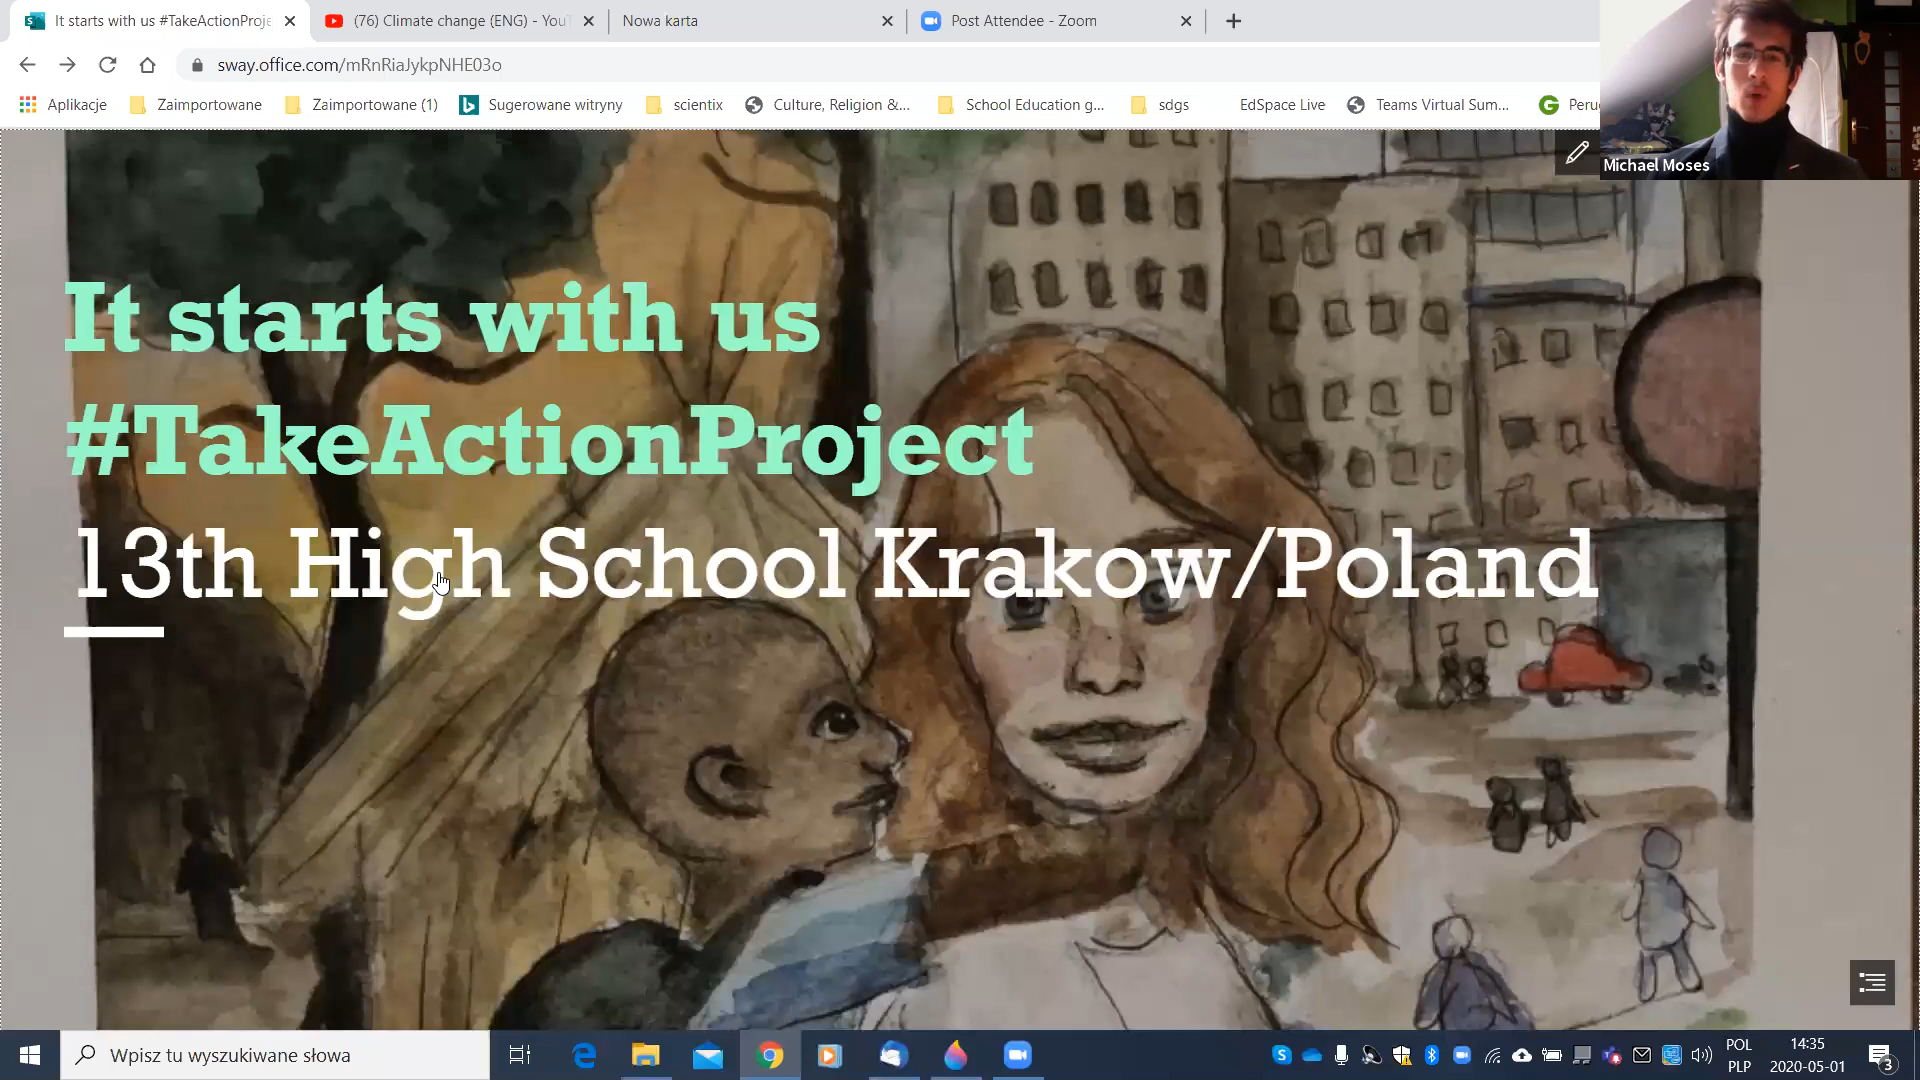 It starts with us #TakeActionProje
(76) Climate change (ENG) - YouT
Nowa karta
Post Attendee - Zoom
sway.office.com/mRnRiaJykpNHE03o
Aplikacje
Zaimportowane
Zaimportowane (1)
Sugerowane witryny
scientix
Culture, Religion &...
School Education g...
sdgs
EdSpace Live
Teams Virtual Sum...
Peru
Michael Moses
It starts with us
#TakeActionProject
13th High School Krakow/Poland
Wpisz tu wyszukiwane słowa
POL
PLP
14:35
2020-05-01
3